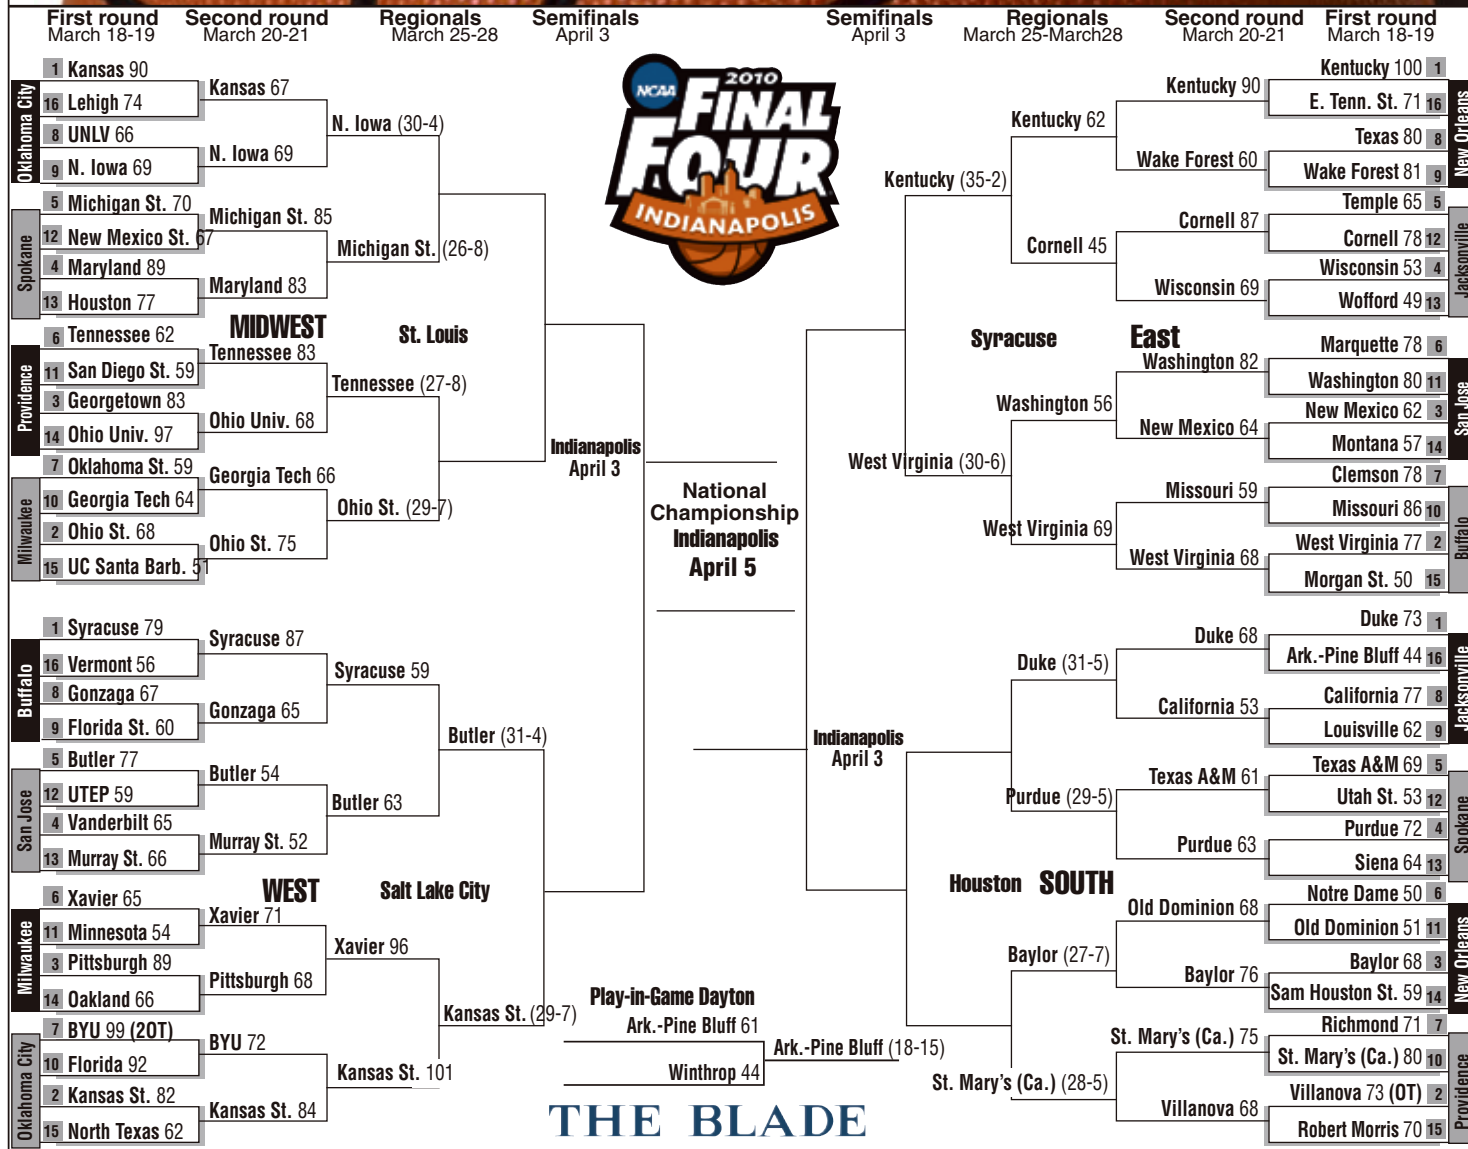 First round
March 18-19
Second round
March 20-21
Regionals
March 25-28
Semifinals
April 3
Semifinals
April 3
Regionals
March 25-March28
Second round
March 20-21
First round
March 18-19
NCAA
2010
FINAL
FOUR
INDIANAPOLIS
Oklahoma City
1 Kansas 90
16 Lehigh 74
8 UNLV 66
9 N. Iowa 69
Spokane
5 Michigan St. 70
12 New Mexico St. 67
4 Maryland 89
13 Houston 77
Providence
6 Tennessee 62
11 San Diego St. 59
3 Georgetown 83
14 Ohio Univ. 97
Milwaukee
7 Oklahoma St. 59
10 Georgia Tech 64
2 Ohio St. 68
15 UC Santa Barb. 51
Kansas 67
N. Iowa 69
Michigan St. 85
Maryland 83
Tennessee 83
Ohio Univ. 68
Georgia Tech 66
Ohio St. 75
N. Iowa (30-4)
Michigan St. (26-8)
Tennessee (27-8)
Ohio St. (29-7)
MIDWEST
St. Louis
Buffalo
1 Syracuse 79
16 Vermont 56
8 Gonzaga 67
9 Florida St. 60
San Jose
5 Butler 77
12 UTEP 59
4 Vanderbilt 65
13 Murray St. 66
Milwaukee
6 Xavier 65
11 Minnesota 54
3 Pittsburgh 89
14 Oakland 66
Oklahoma City
7 BYU 99 (2OT)
10 Florida 92
2 Kansas St. 82
15 North Texas 62
Syracuse 87
Gonzaga 65
Butler 54
Murray St. 52
Xavier 71
Pittsburgh 68
BYU 72
Kansas St. 84
Syracuse 59
Butler 63
Xavier 96
Kansas St. 101
Butler (31-4)
Kansas St. (29-7)
WEST
Salt Lake City
Indianapolis
April 3
National
Championship
Indianapolis
April 5
Indianapolis
April 3
Kentucky (35-2)
West Virginia (30-6)
Kentucky 62
Cornell 45
Washington 56
West Virginia 69
Syracuse
East
Kentucky 90
Wake Forest 60
Cornell 87
Wisconsin 69
Washington 82
New Mexico 64
Missouri 59
West Virginia 68
Kentucky 100 1
E. Tenn. St. 71 16
Texas 80 8
Wake Forest 81 9
New Orleans
Temple 65 5
Cornell 78 12
Wisconsin 53 4
Wofford 49 13
Jacksonville
Marquette 78 6
Washington 80 11
New Mexico 62 3
Montana 57 14
San Jose
Clemson 78 7
Missouri 86 10
West Virginia 77 2
Morgan St. 50 15
Buffalo
Duke (31-5)
Purdue (29-5)
Baylor (27-7)
St. Mary's (Ca.) (28-5)
Houston
SOUTH
Duke 68
California 53
Texas A&M 61
Purdue 63
Old Dominion 68
Baylor 76
St. Mary's (Ca.) 75
Villanova 68
Duke 73 1
Ark.-Pine Bluff 44 16
California 77 8
Louisville 62 9
Jacksonville
Texas A&M 69 5
Utah St. 53 12
Purdue 72 4
Siena 64 13
Spokane
Notre Dame 50 6
Old Dominion 51 11
Baylor 68 3
Sam Houston St. 59 14
New Orleans
Richmond 71 7
St. Mary's (Ca.) 80 10
Villanova 73 (OT) 2
Robert Morris 70 15
Providence
Play-in-Game Dayton
Ark.-Pine Bluff 61
Winthrop 44
Ark.-Pine Bluff (18-15)
THE BLADE